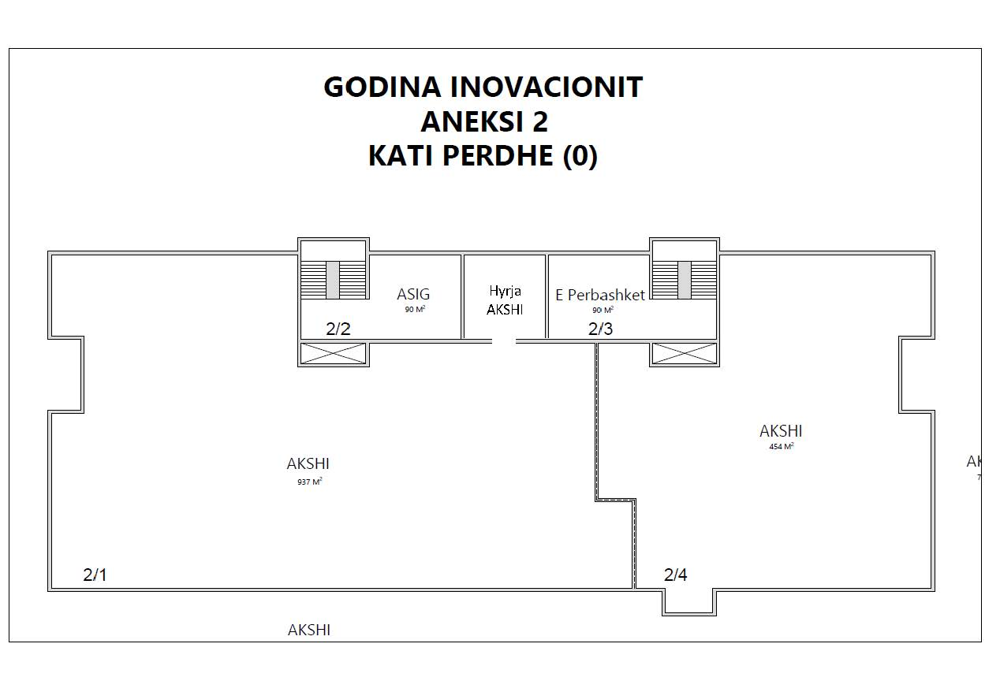 GODINA INOVACIONIT
ANEKSI 2
KATI PERDHE (0)
ASIG
90 M²
2/2
Hyrja
AKSHI
E Perbashket
90 M²
2/3
AKSHI
454 M²
AKSHI
937 M²
2/1
2/4
AKSHI